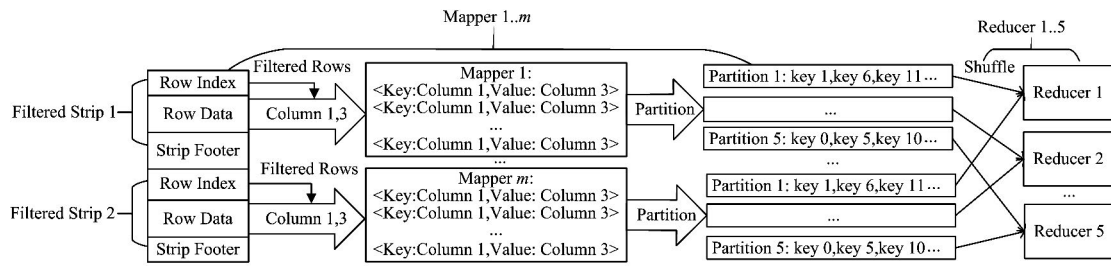 Mapper 1..m
Reducer 1..5
Filtered Strip 1
Row Index
Row Data
Strip Footer
Filtered Rows
Column 1,3
Mapper 1:
<Key:Column 1,Value: Column 3>
<Key:Column 1,Value: Column 3>
...
<Key:Column 1,Value: Column 3>
Partition
Partition 1: key 1,key 6,key 11...
...
Partition 5: key 0,key 5,key 10...
Shuffle
Reducer 1
Reducer 2
...
Reducer 5
...
...
Filtered Strip 2
Row Index
Row Data
Strip Footer
Filtered Rows
Column 1,3
Mapper m:
<Key:Column 1,Value: Column 3>
<Key:Column 1,Value: Column 3>
...
<Key:Column 1,Value: Column 3>
Partition
Partition 1: key 1,key 6,key 11...
...
Partition 5: key 0,key 5,key 10...